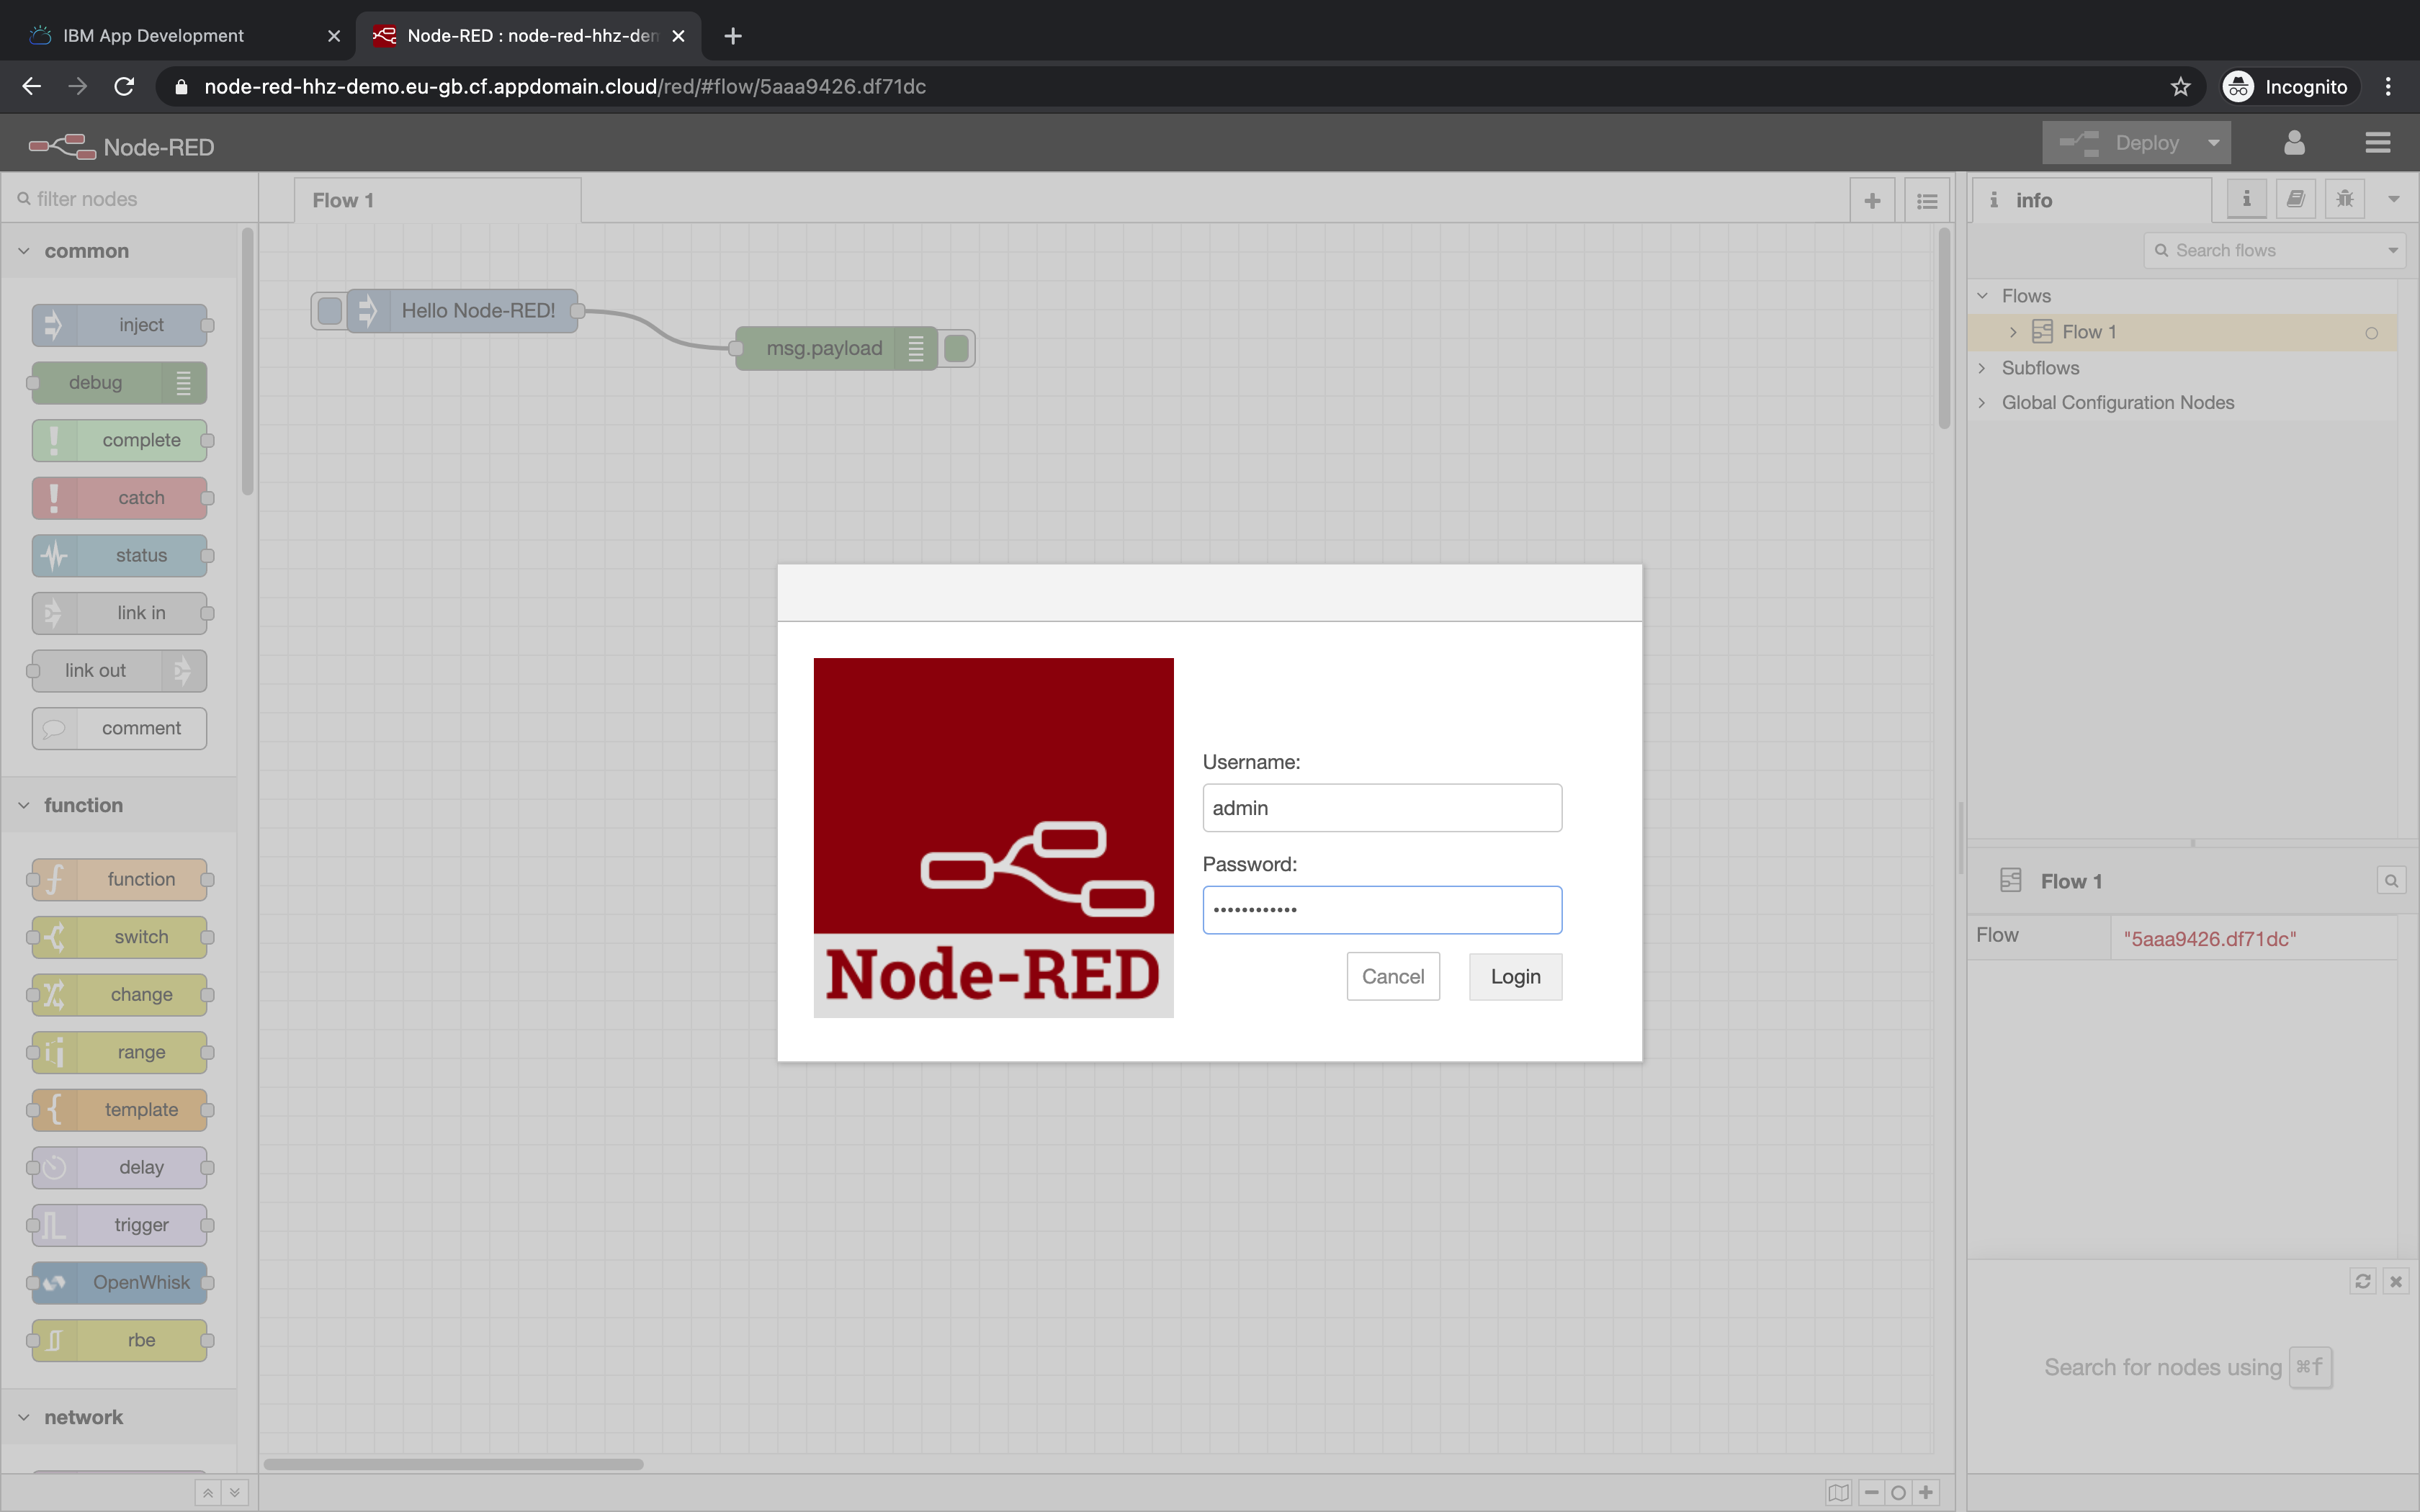 IBM App Development
Node-RED : node-red-hhz-dem
node-red-hhz-demo.eu-gb.cf.appdomain.cloud/red/#flow/5aaa9426.df71dc
Incognito
Node-RED
Deploy
filter nodes
Flow 1
info
common
Search flows
inject
Hello Node-RED!
msg.payload
Flows
Flow 1
Subflows
Global Configuration Nodes
debug
complete
catch
status
link in
link out
comment
function
function
switch
change
range
template
delay
trigger
OpenWhisk
rbe
network
Node-RED
Username:
admin
Password:
••••••••••••
Cancel
Login
Flow 1
Flow
"5aaa9426.df71dc"
Search for nodes using ⌘f